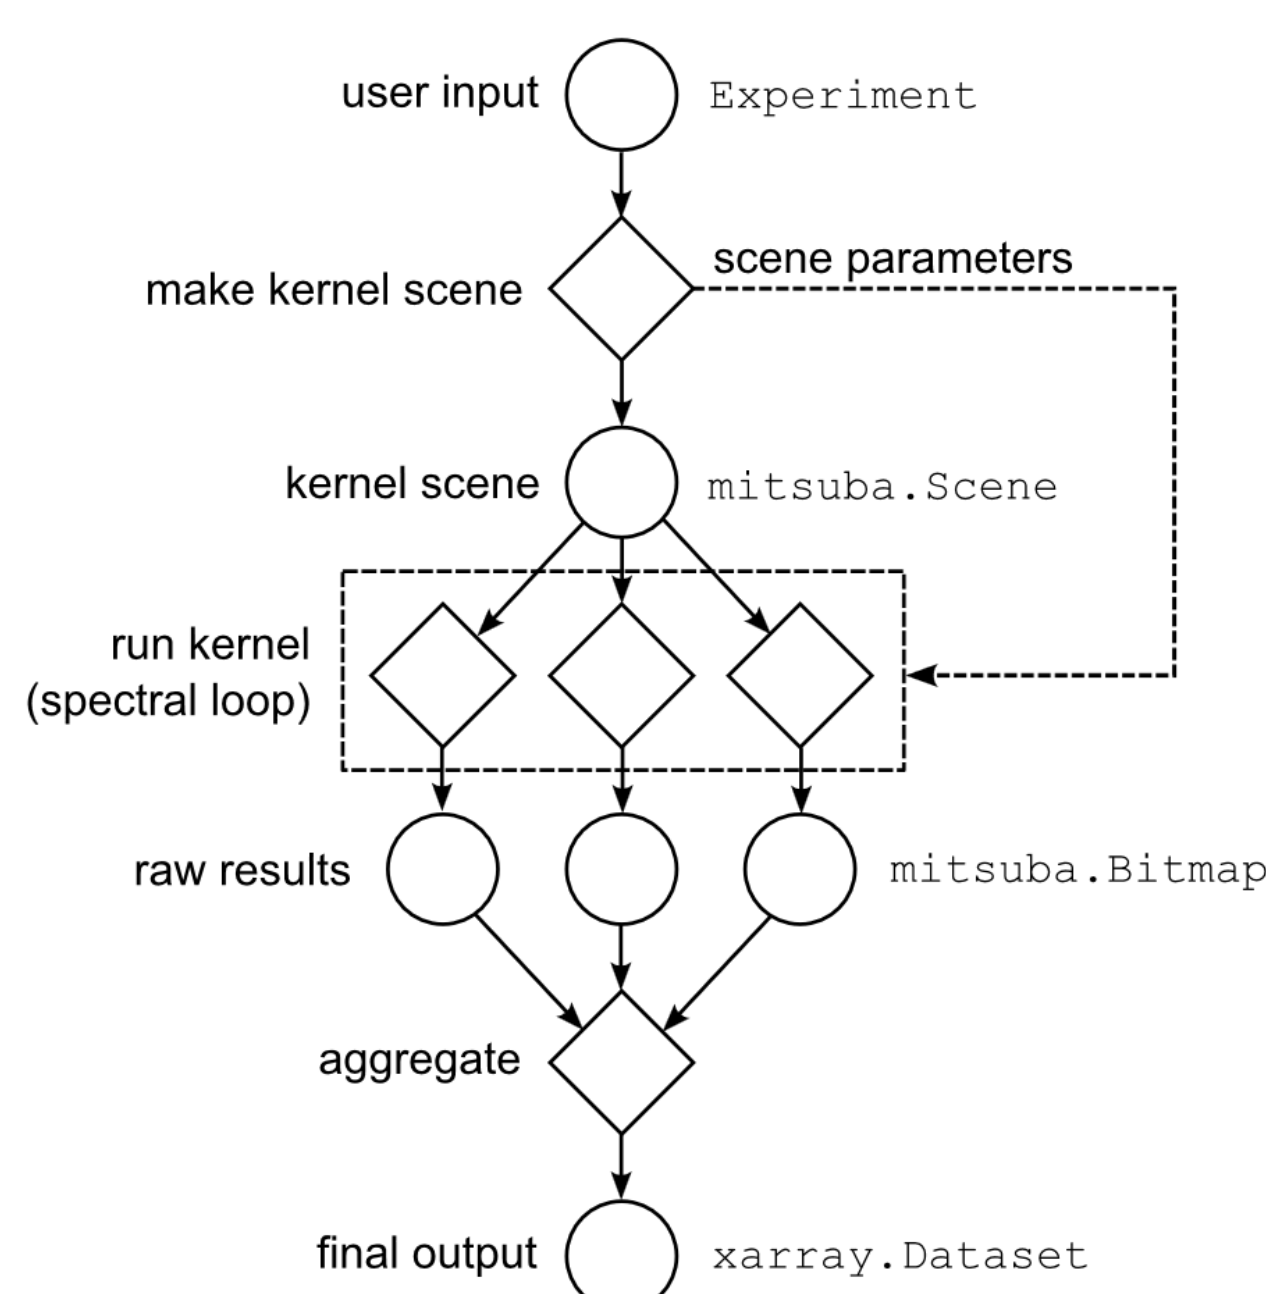 user input
Experiment
scene parameters
make kernel scene
kernel scene
mitsuba.Scene
run kernel
(spectral loop)
raw results
mitsuba.Bitmap
aggregate
final output
xarray.Dataset